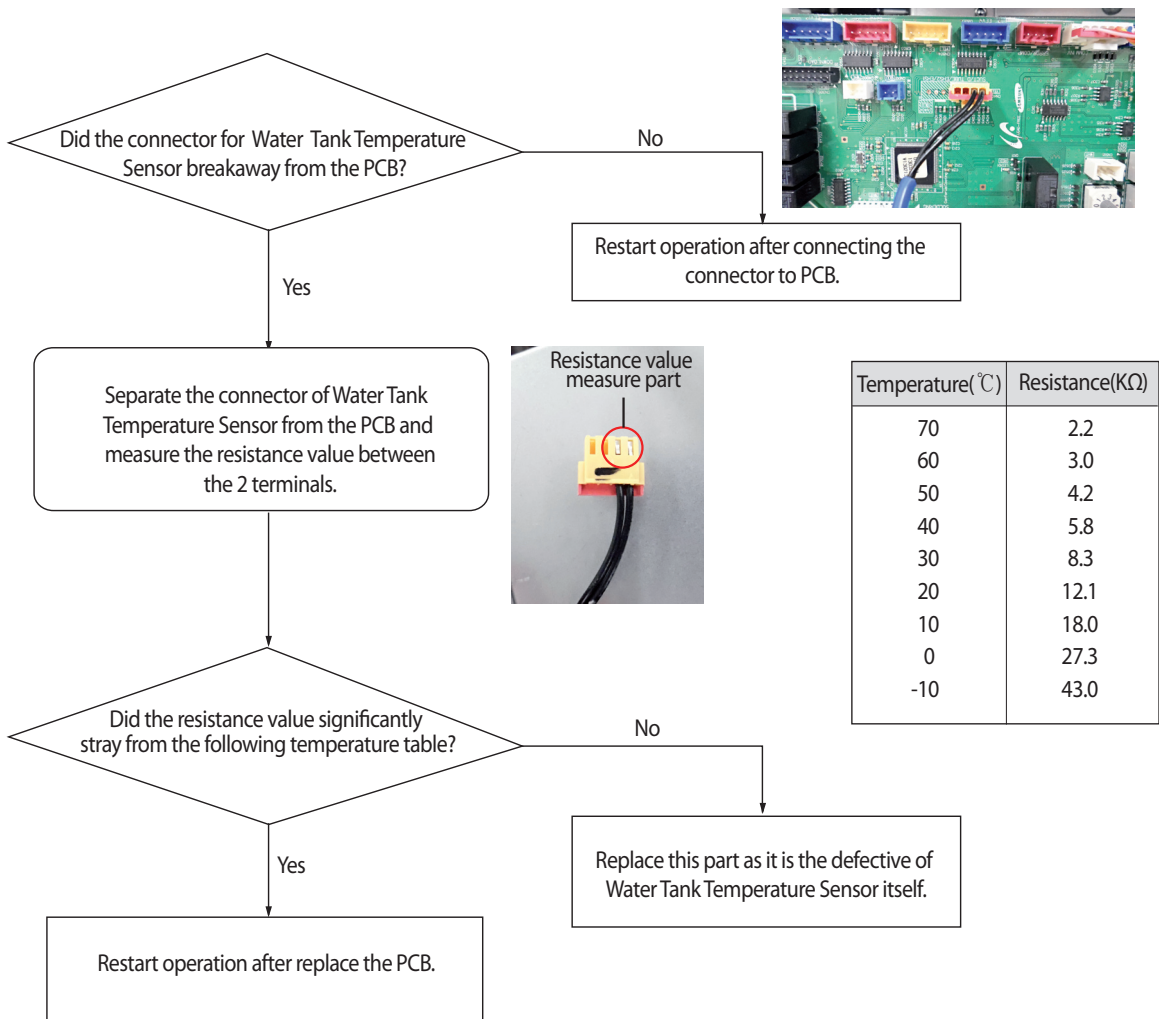 Did the connector for Water Tank Temperature
Sensor breakaway from the PCB?
No
Restart operation after connecting the
connector to PCB.
Yes
Separate the connector of Water Tank
Temperature Sensor from the PCB and
measure the resistance value between
the 2 terminals.
Resistance value
measure part
Temperature(℃) Resistance(KΩ)
70 2.2
60 3.0
50 4.2
40 5.8
30 8.3
20 12.1
10 18.0
0 27.3
-10 43.0
Did the resistance value significantly
stray from the following temperature table?
No
Replace this part as it is the defective of
Water Tank Temperature Sensor itself.
Yes
Restart operation after replace the PCB.